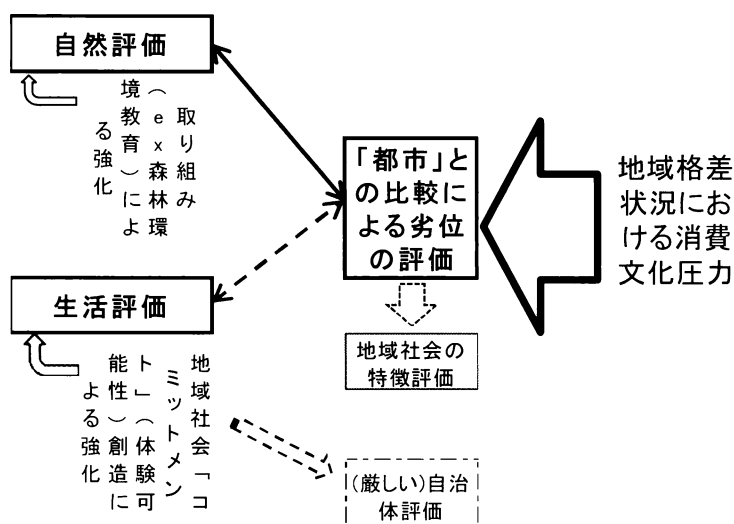 自然評価
取り組み
（ex森林環
境教育）によ
る強化
「都市」と
の比較に
よる劣位
の評価
地域格差
状況にお
ける消費
文化圧力
生活評価
地域社会「コ
ミットメン
ト」（体験可
能性）創造に
よる強化
地域社会の
特徴評価
(厳しい)自治
体評価